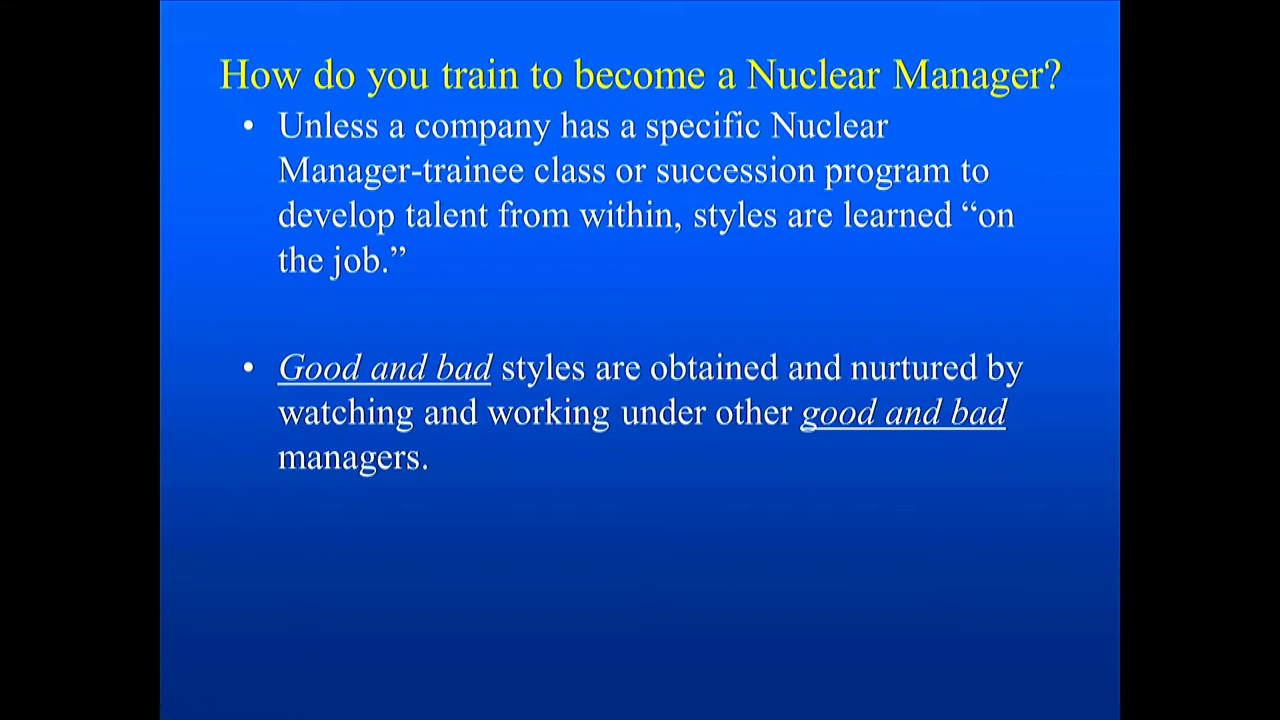 How do you train to become a Nuclear Manager?
• Unless a company has a specific Nuclear
Manager-trainee class or succession program to
develop talent from within, styles are learned “on
the job.”
• Good and bad styles are obtained and nurtured by
watching and working under other good and bad
managers.